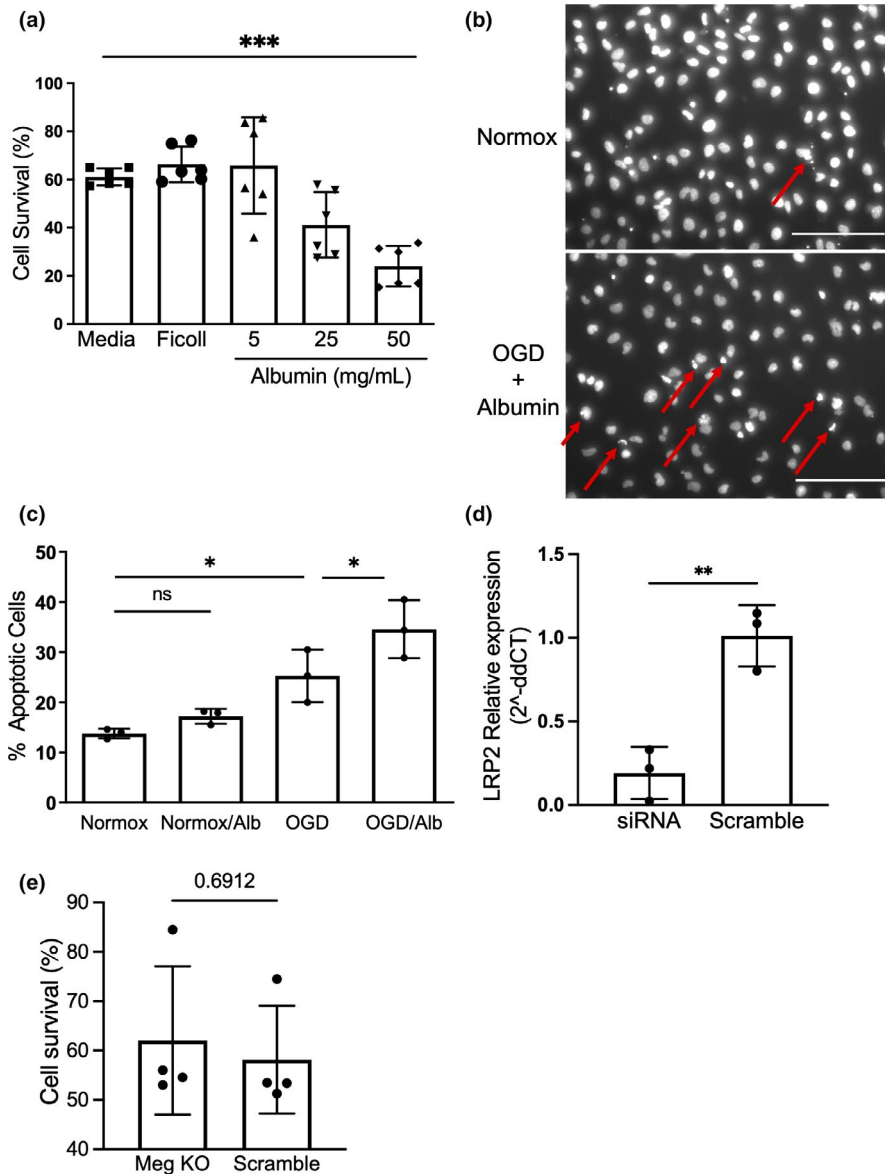 (a)
***
Cell Survival (%)
100
80
60
40
20
0
Media Ficoll 5 25 50
Albumin (mg/mL)
(b)
Normox
OGD
+
Albumin
(c)
% Apoptotic Cells
50
40
30
20
10
0
* *
ns
Normox Normox/Alb OGD OGD/Alb
(d)
LRP2 Relative expression
(2^-ddCT)
1.5
1.0
0.5
0.0
**
siRNA Scramble
(e)
0.6912
Cell survival (%)
90
80
70
60
50
40
Meg KO Scramble